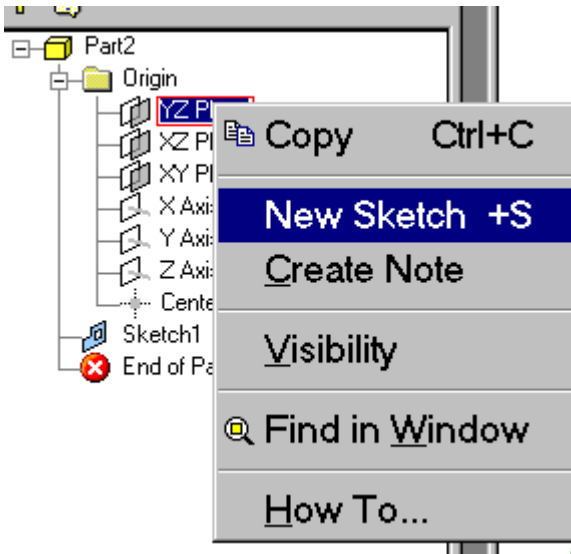 Part2
Origin
YZ Pl
XZ Pl
XY Pl
X Axi
Y Axi
Z Axi
Cente
Sketch1
End of Pa
Copy Ctrl+C
New Sketch +S
Create Note
Visibility
Find in Window
How To...